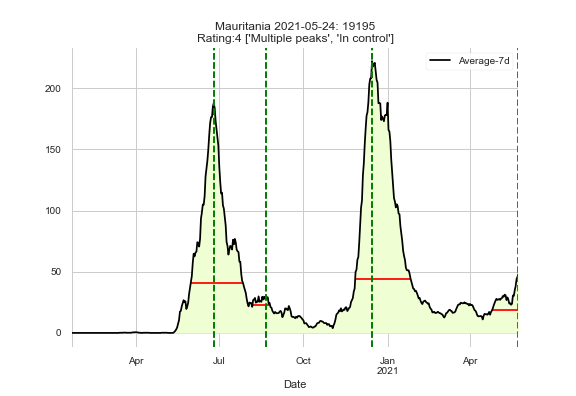 Mauritania 2021-05-24: 19195
Rating:4 ['Multiple peaks', 'In control']
Average-7d
200
150
100
50
0
Apr
Jul
Oct
Jan
2021
Apr
Date